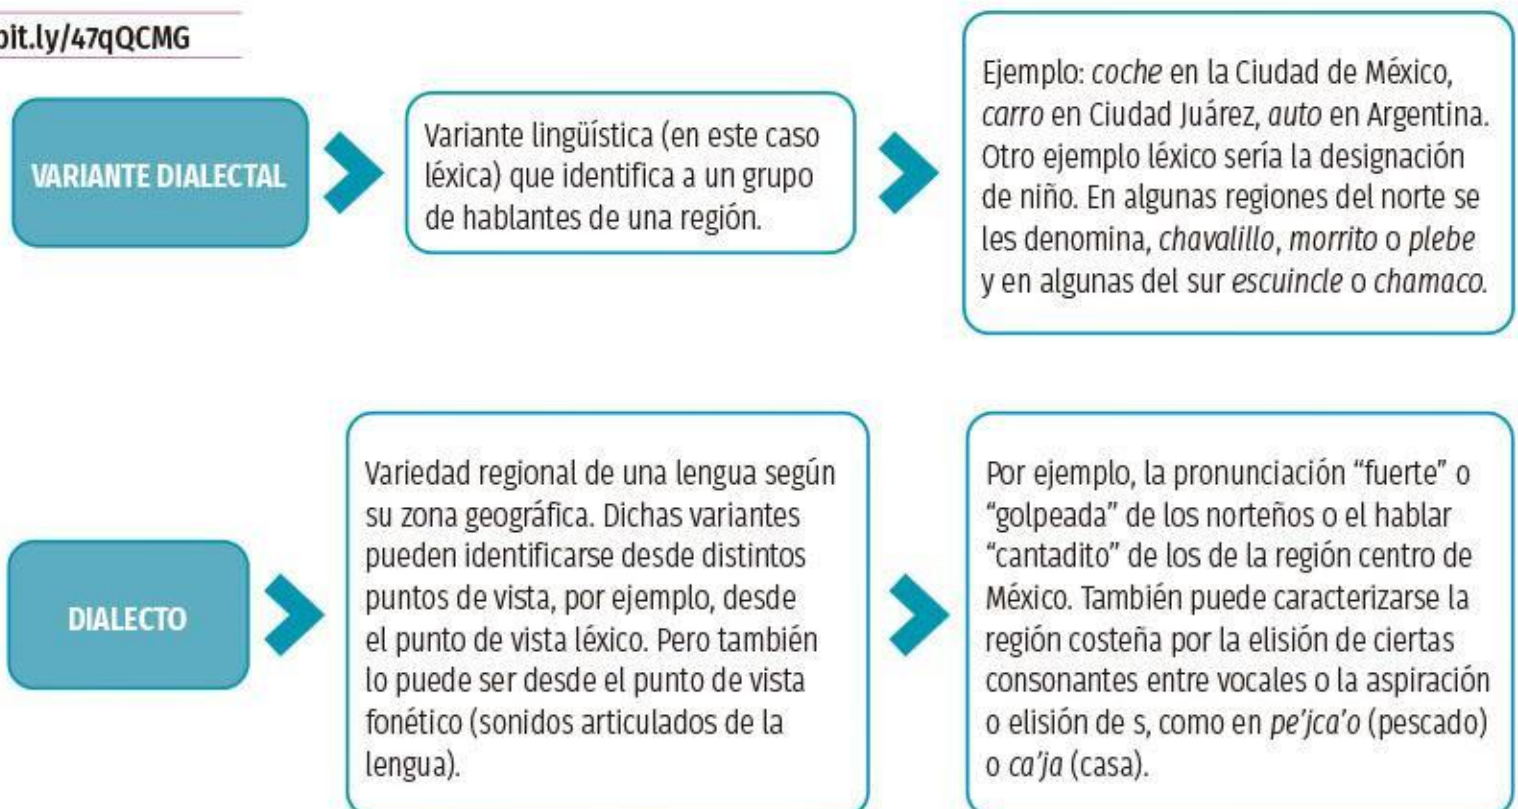 bit.ly/47qQCMG
VARIANTE DIALECTAL
Variante lingüística (en este caso
léxica) que identifica a un grupo
de hablantes de una región.
Ejemplo: coche en la Ciudad de México,
carro en Ciudad Juárez, auto en Argentina.
Otro ejemplo léxico sería la designación
de niño. En algunas regiones del norte se
les denomina, chavalillo, morrito o plebe
y en algunas del sur escuincle o chamaco.
DIALECTO
Variedad regional de una lengua según
su zona geográfica. Dichas variantes
pueden identificarse desde distintos
puntos de vista, por ejemplo, desde
el punto de vista léxico. Pero también
lo puede ser desde el punto de vista
fonético (sonidos articulados de la
lengua).
Por ejemplo, la pronunciación “fuerte” o
“golpeada” de los norteños o el hablar
“cantadito” de los de la región centro de
México. También puede caracterizarse la
región costeña por la elisión de ciertas
consonantes entre vocales o la aspiración
o elisión de s, como en pe’jca’o (pescado)
o ca’ja (casa).